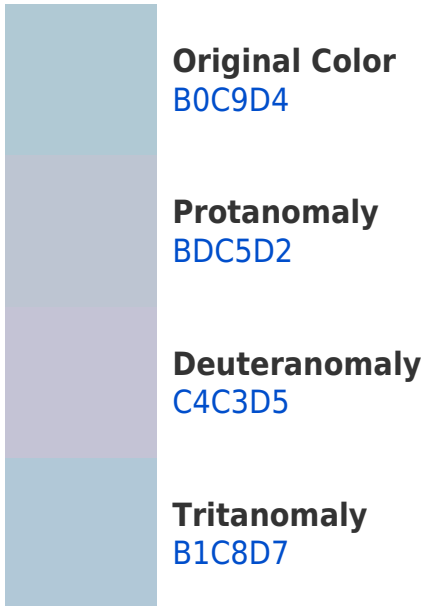 Original Color
B0C9D4
Protanomaly
BDC5D2
Deuteranomaly
C4C3D5
Tritanomaly
B1C8D7